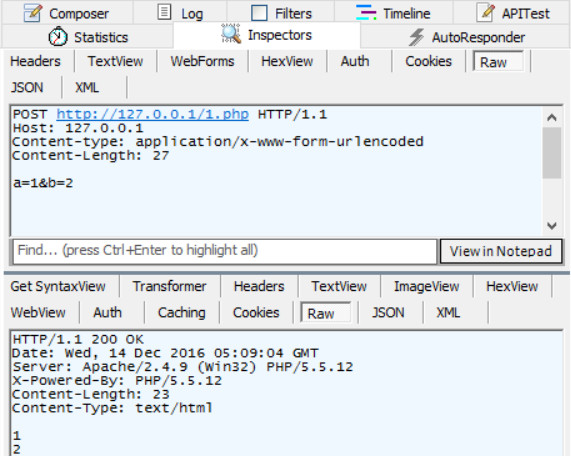 Composer Log Filters Timeline APITest
Statistics Inspectors AutoResponder
Headers TextView WebForms HexView Auth Cookies Raw
JSON XML
POST http://127.0.0.1/1.php HTTP/1.1
Host: 127.0.0.1
Content-type: application/x-www-form-urlencoded
Content-Length: 27
a=1&b=2
Find... (press Ctrl+Enter to highlight all) View in Notepad
Get SyntaxView Transformer Headers TextView ImageView HexView
WebView Auth Caching Cookies Raw JSON XML
HTTP/1.1 200 OK
Date: Wed, 14 Dec 2016 05:09:04 GMT
Server: Apache/2.4.9 (Win32) PHP/5.5.12
X-Powered-By: PHP/5.5.12
Content-Length: 23
Content-Type: text/html
1
2